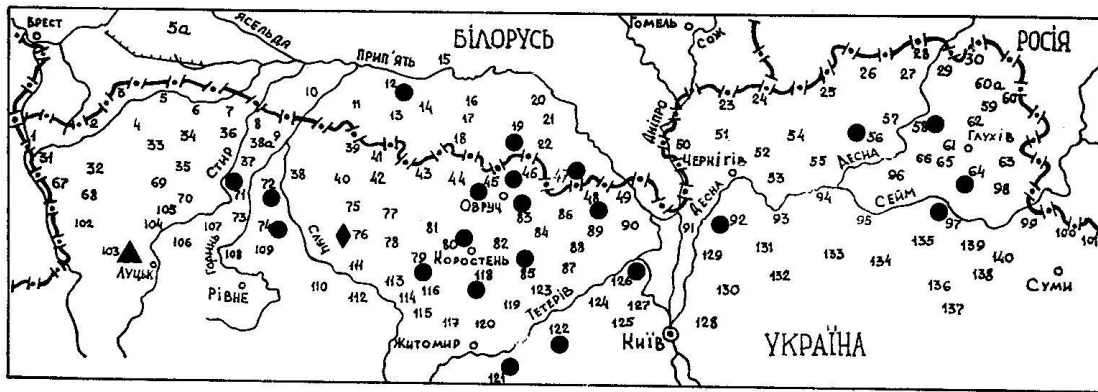 БРЕСТ
5а
ЯСЕЛЬДА
ПРИП'ЯТЬ
15
БІЛОРУСЬ
ГОМЕЛЬ
СОЖ
РОСІЯ
26 27 28 29 30
60а
3 5 6 7 10 11 12 14 16 20
23 24 25 60
59
1 2 4 8 13 17 21
57 58 62
34 36 33 38а 39 18 19 22
ДНІПРО
51 54 56
ГЛУХІВ
31 32 35 37 41 43 44 45 46 47
50 ЧЕРНІГІВ 52 55 ДЕСНА 66 61 65 63
67 68 69 70 СТИР 71 72 38 40 42 48 49
53 96 64 98
ОВРУЧ
ДЕСНА
СЕЙМ
102 104 105 73 75 77 83 86 89 90
91 92 93 94 95 97 99 100 101
106 107 74 76 81 84
ГОРИНЬ
СЛУЧ
103 ЛУЦЬК 108 109 78 80 КОРОСТЕНЬ 82 88
129 131 133 135 139
111 79 85 87
132 134 140
РІВНЕ 110 112 113 114 116 118 123 126
130 136 138 СУМИ
115 119 ТЕТЕРІВ 124 127
137
117 120 122 125 128
ЖИТОМИР
КИЇВ
УКРАЇНА
121